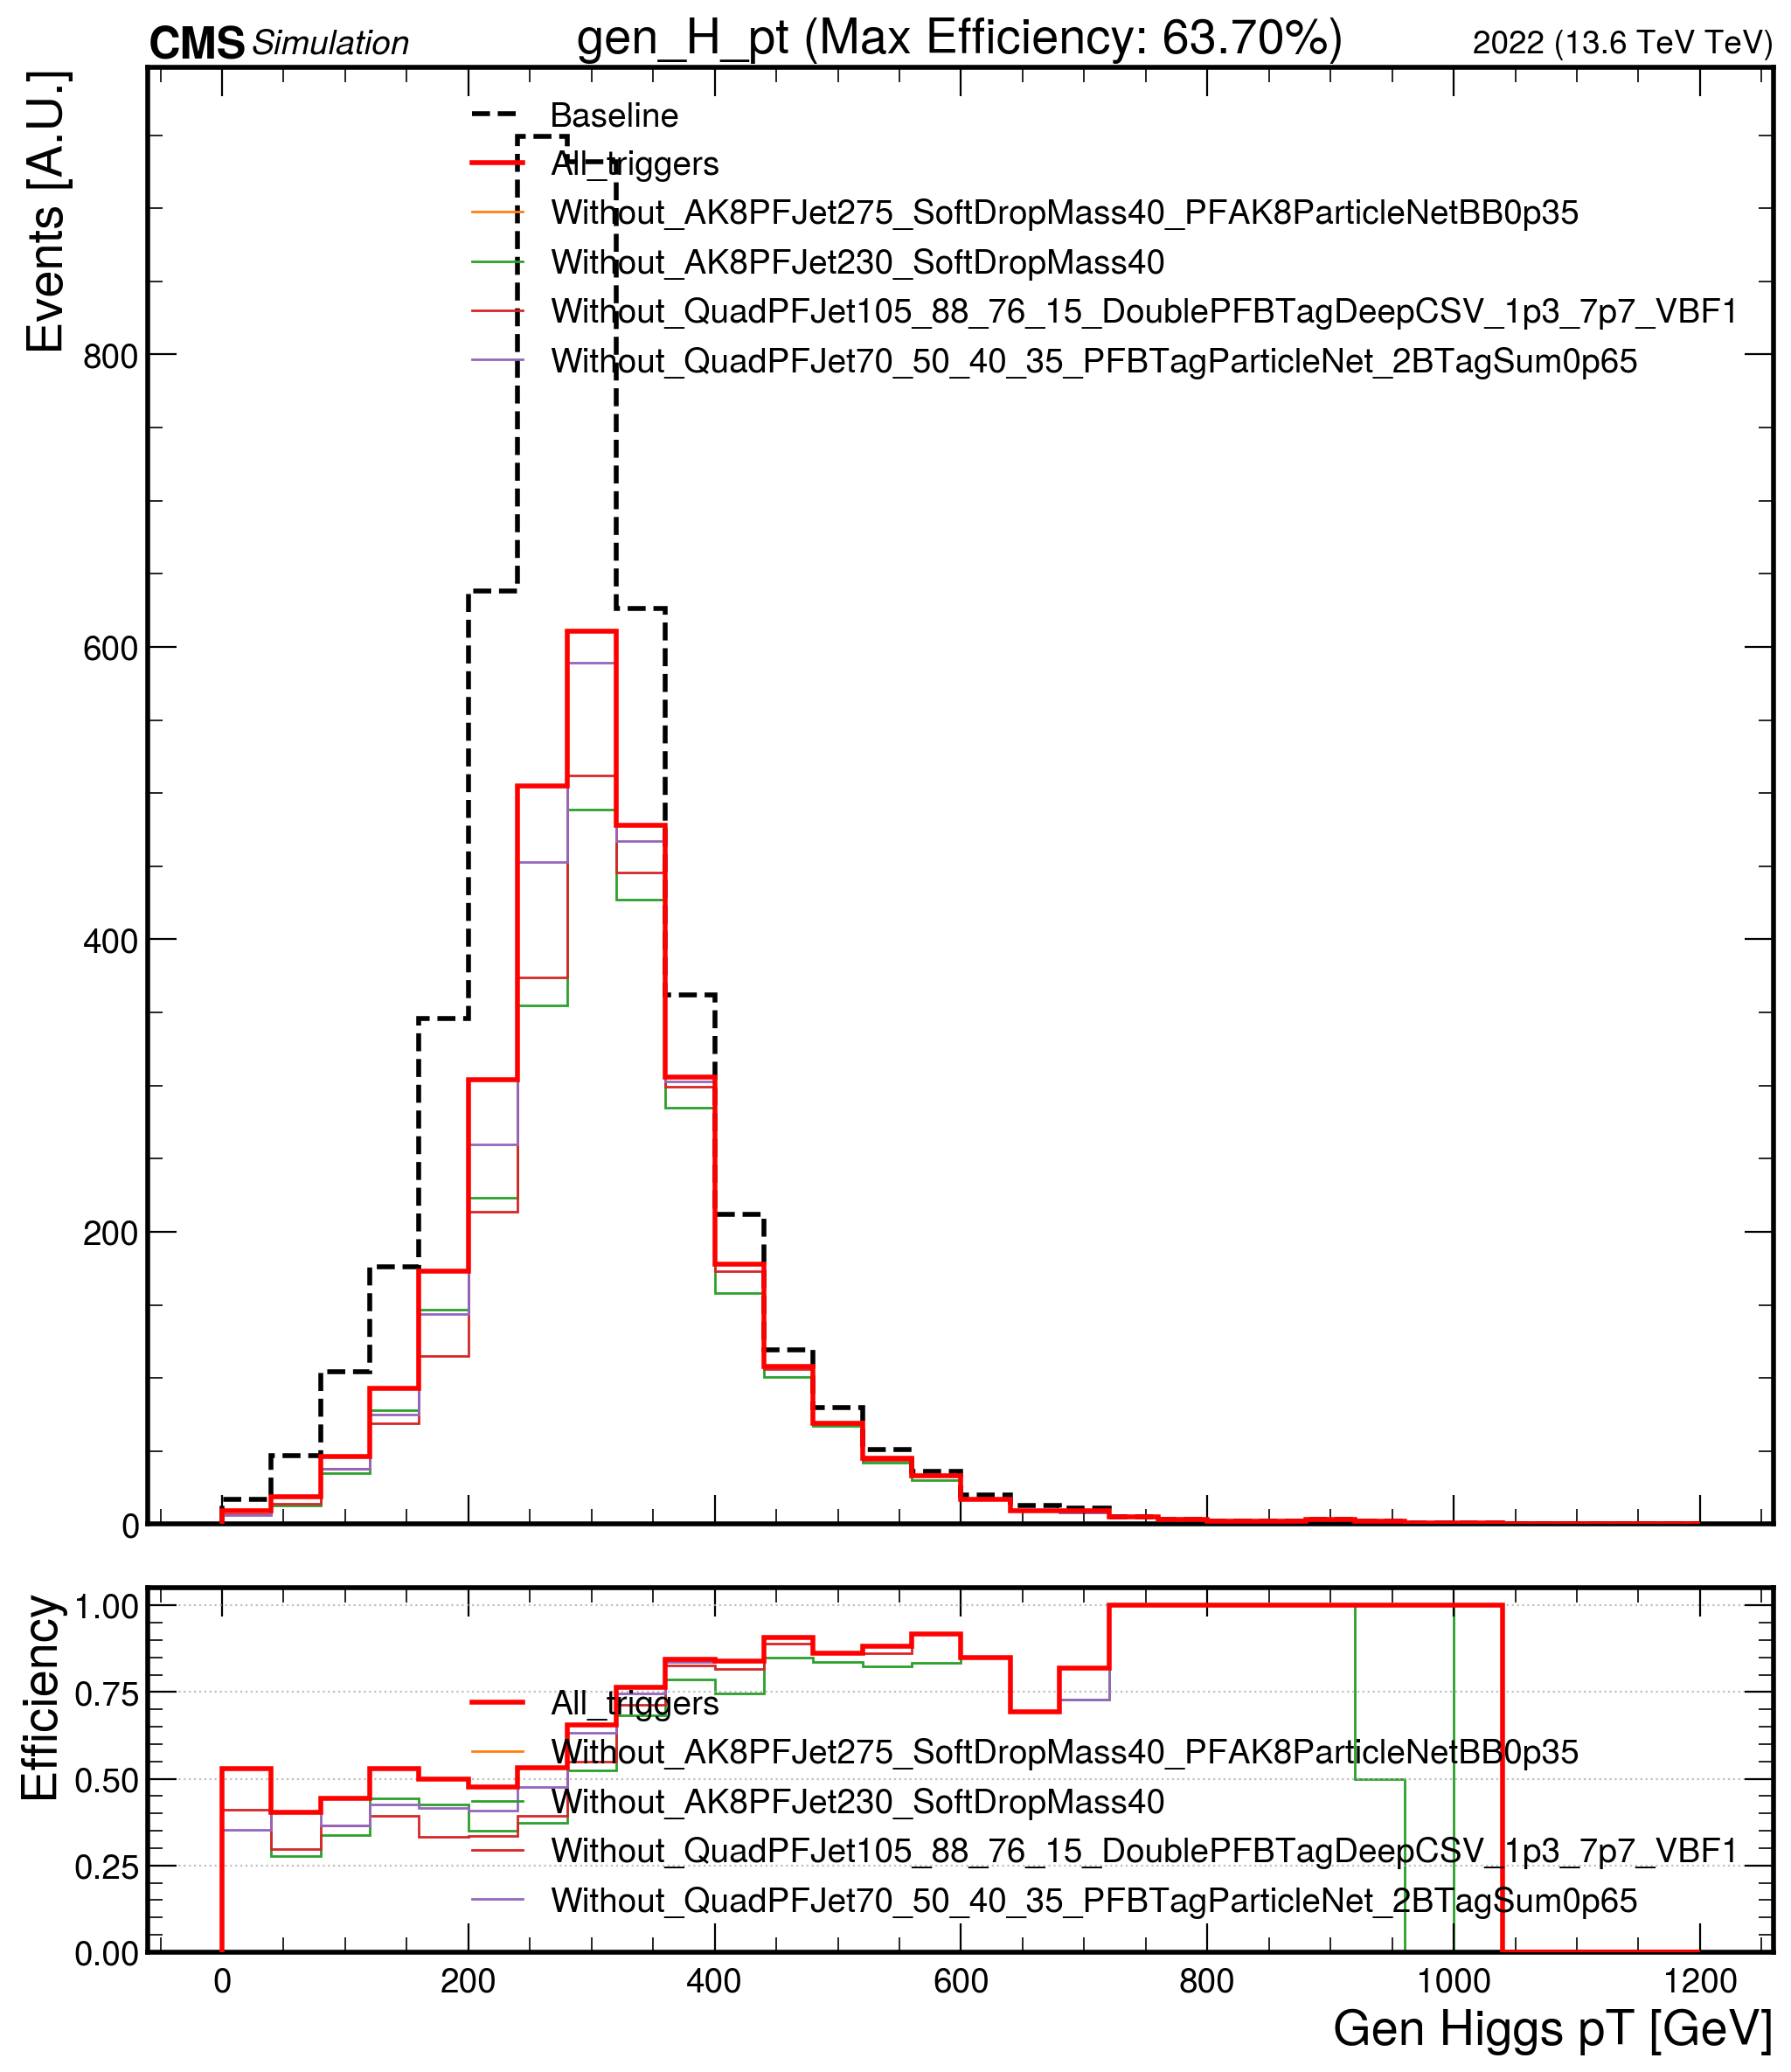 CMS Simulation gen_H_pt (Max Efficiency: 63.70%) 2022 (13.6 TeV TeV)
Events [A.U.]
Baseline
All_triggers
Without_AK8PFJet275_SoftDropMass40_PFAK8ParticleNetBB0p35
Without_AK8PFJet230_SoftDropMass40
Without_QuadPFJet105_88_76_15_DoublePFBTagDeepCSV_1p3_7p7_VBF1
Without_QuadPFJet70_50_40_35_PFBTagParticleNet_2BTagSum0p65
800
600
400
200
0
Efficiency
1.00
0.75
0.50
0.25
0.00
All_triggers
Without_AK8PFJet275_SoftDropMass40_PFAK8ParticleNetBB0p35
Without_AK8PFJet230_SoftDropMass40
Without_QuadPFJet105_88_76_15_DoublePFBTagDeepCSV_1p3_7p7_VBF1
Without_QuadPFJet70_50_40_35_PFBTagParticleNet_2BTagSum0p65
0 200 400 600 800 1000 1200
Gen Higgs pT [GeV]